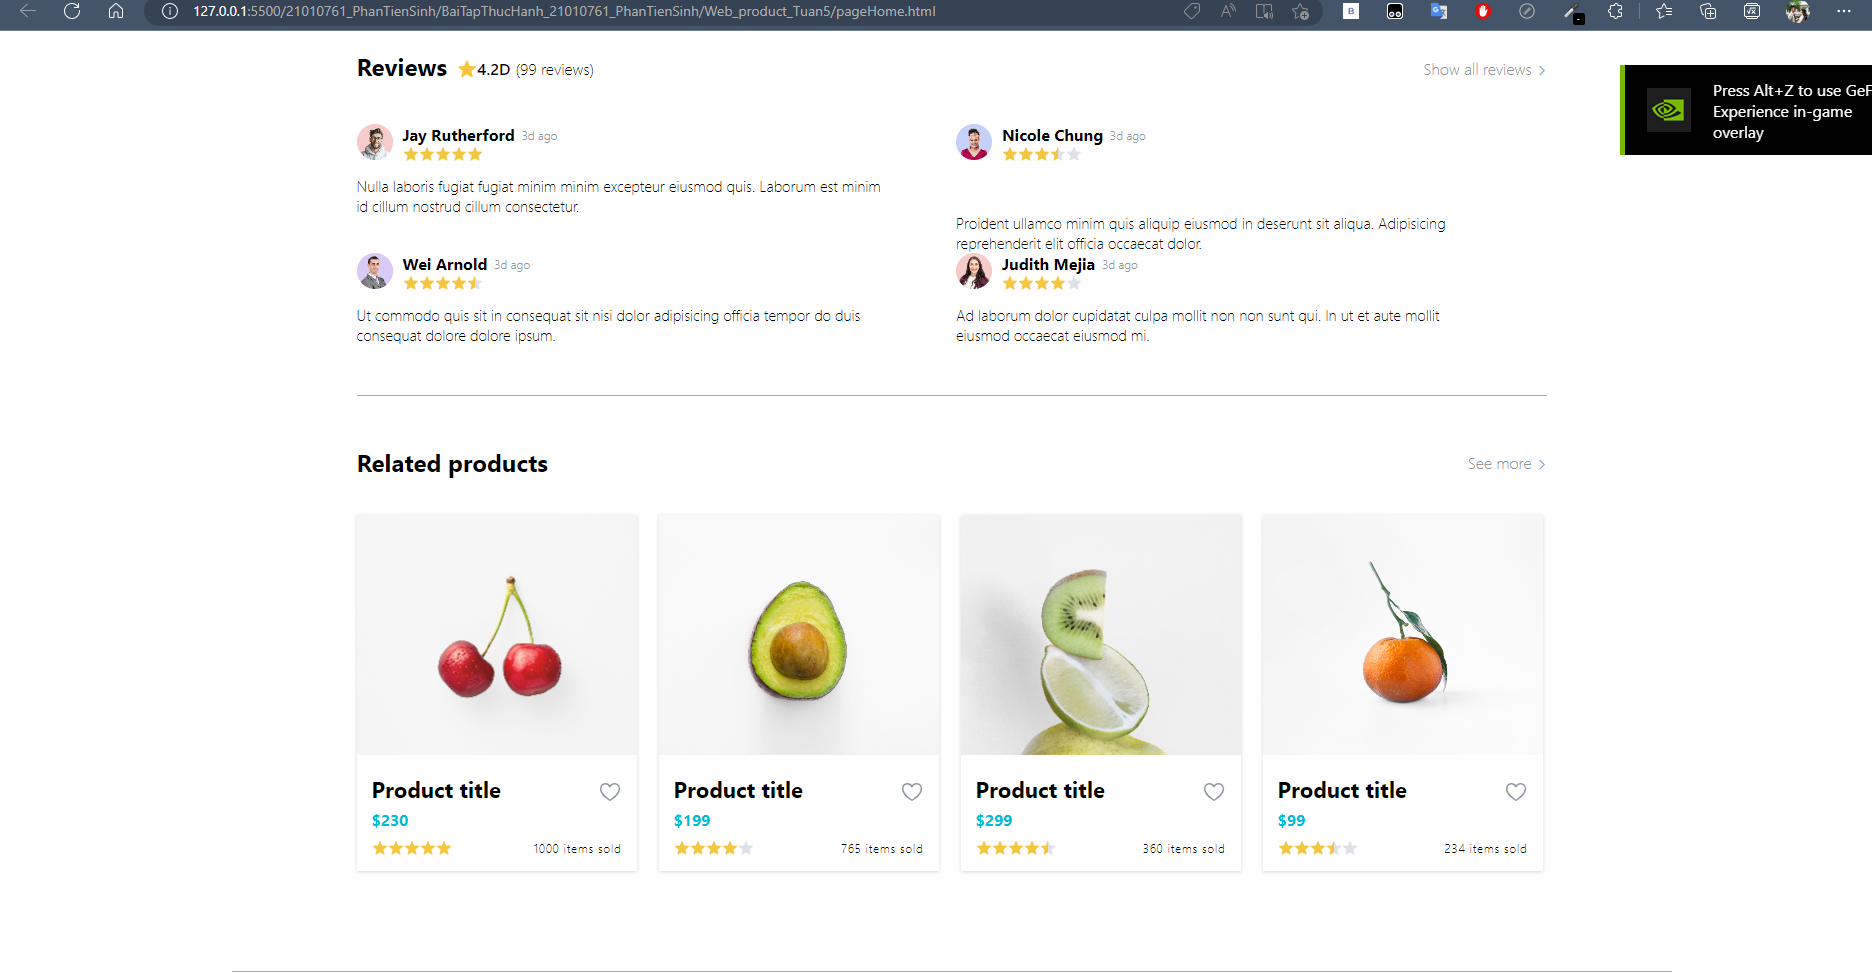 127.0.0.1:5500/21010761_PhanTienSinh/BaiTapThucHanh_21010761_PhanTienSinh/Web_product_Tuan5/pageHome.html
Reviews 4.2D (99 reviews)
Show all reviews >
Press Alt+Z to use GeF
Experience in-game
overlay
Jay Rutherford 3d ago
Nulla laboris fugiat fugiat minim minim excepteur eiusmod quis. Laborum est minim
id cillum nostrud cillum consectetur.
Nicole Chung 3d ago
Proident ullamco minim quis aliquip eiusmod in deserunt sit aliqua. Adipisicing
reprehenderit elit officia occaecat dolor.
Wei Arnold 3d ago
Ut commodo quis sit in consequat sit nisi dolor adipisicing officia tempor do duis
consequat dolore dolore ipsum.
Judith Mejia 3d ago
Ad laborum dolor cupidatat culpa mollit non non sunt qui. In ut et aute mollit
eiusmod occaecat eiusmod mi.
Related products
See more >
Product title
$230
1000 items sold
Product title
$199
765 items sold
Product title
$299
360 items sold
Product title
$99
234 items sold